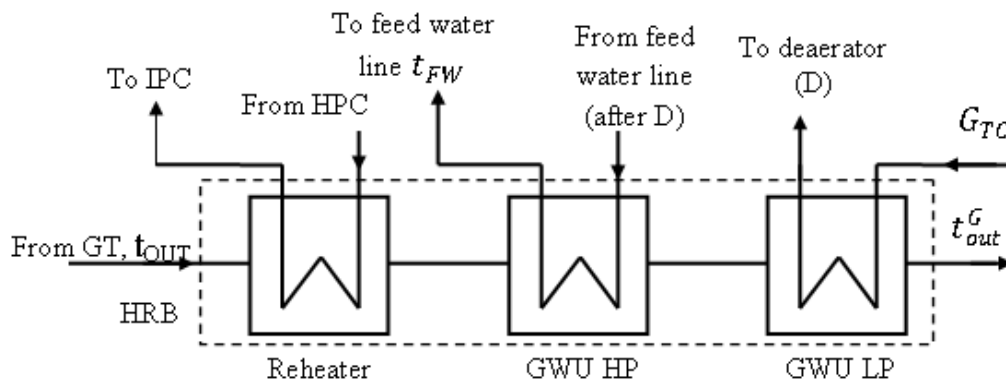 To feed water
line t_FW
From feed
water line
(after D)
To deaerator
(D)
To IPC
From HPC
G_TC
From GT, t_OUT
t_out^G
HRB
Reheater
GWU HP
GWU LP